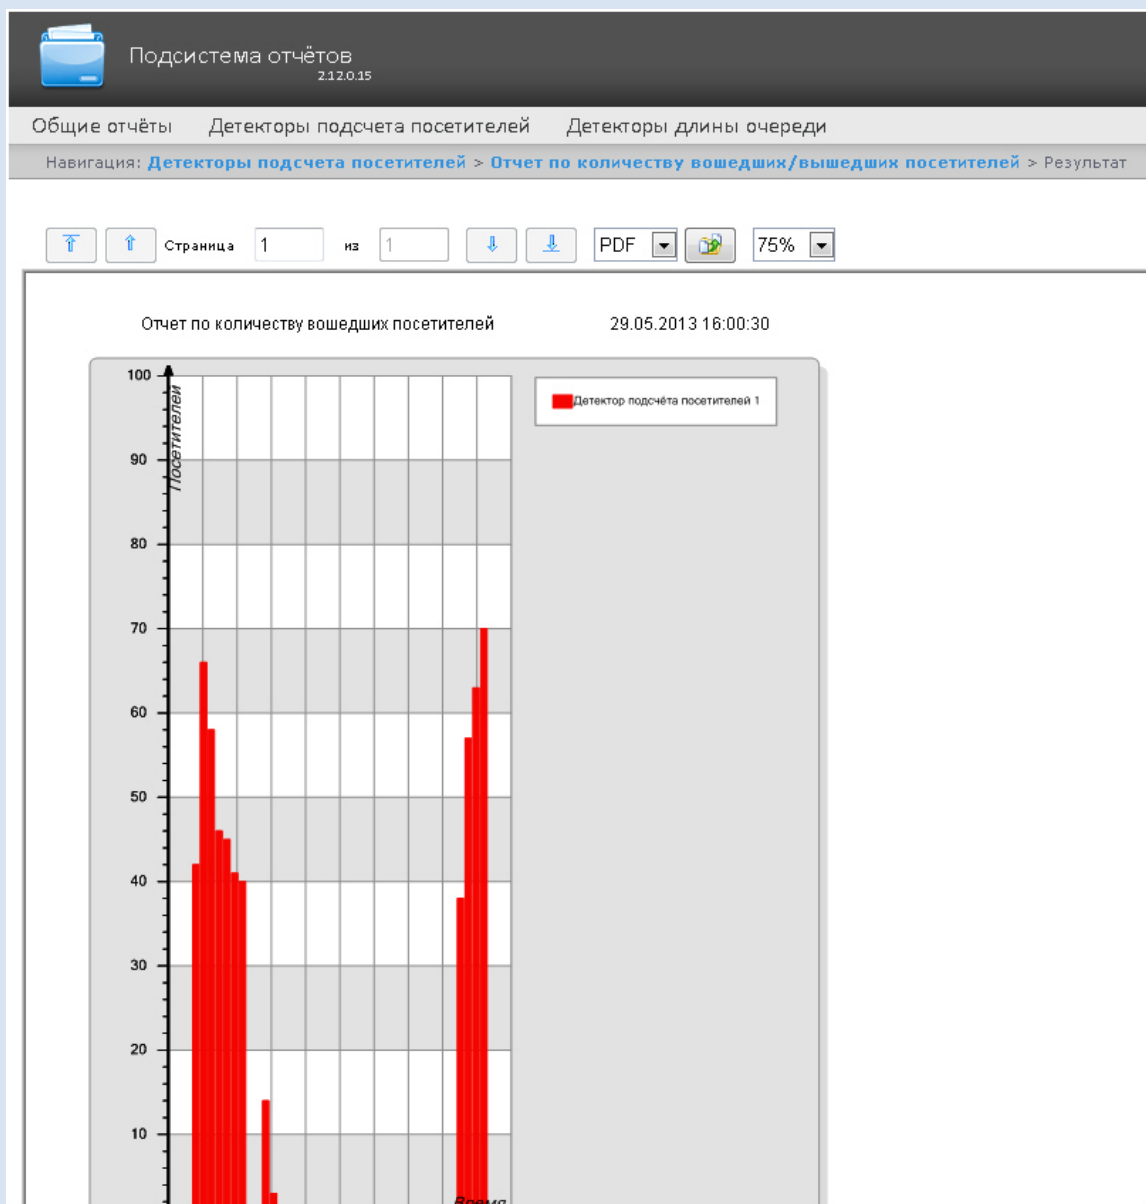 Подсистема отчётов
2.12.0.15
Общие отчёты Детекторы подсчета посетителей Детекторы длины очереди
Навигация: Детекторы подсчета посетителей > Отчет по количеству вошедших/вышедших посетителей > Результат
Страница 1 из 1 PDF 75%
Отчет по количеству вошедших посетителей 29.05.2013 16:00:30
100
Посетителей
Детектор подсчёта посетителей 1
90
80
70
60
50
40
30
20
10
Время